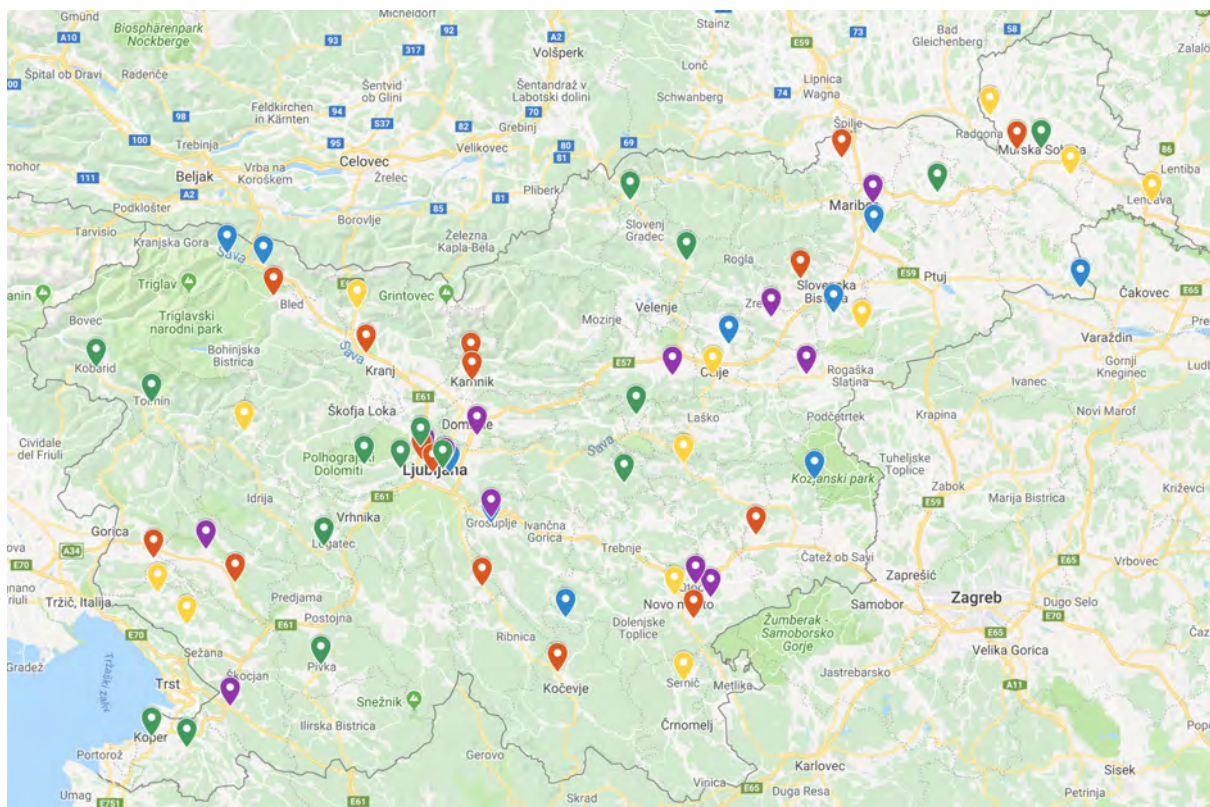 Gmünd
Micheldorf
Biosphärenpark
Nockberge
A10
93
317
92
A2
Volšperk
Stainz
73
E59
Bad
Gleichenberg
58
Zalalö
Špital ob Dravi
Radenče
Šentvid
ob Glini
Šentandraž v
Labotski dolini
Lonč
Lipnica
Wagna
74
Feldkirchen
in Kärnten
94
S37
Grebinj
70
Schwanberg
98
82
80
81
69
Špilje
Radgona
100
Trebinja
95
Velikovec
Celovec
Murska Sobota
86
Lentiba
Beljak
Vrba na
Koroškem
Žrelec
Pliberk
Maribor
Lendava
111
A2
85
81
Podklošter
Borovlje
Železna
Kapla-Bela
Slovenj
Gradec
Tarvisio
Kranjska Gora
Sava
Rogla
E59
Ptuj
Triglav
Bled
Grintovec
Velenje
Slovenska
Bistrica
Čakovec
E65
Bovec
Triglavski
narodni park
Mozirje
Varaždin
Kobarid
Bohinjska
Bistrica
Sava
Kranj
Kamnik
E57
Celje
Rogaška
Slatina
Gornji
Kneginec
Ivanec
Tolmin
Škofja Loka
E61
Domžale
Laško
Podčetrtek
Krapina
Novi Marof
Cividale
del Friuli
Polhograjski
Dolomiti
Ljubljana
Sava
Kozjanski park
Tuheljske
Toplice
Zabok
Križevci
Idrija
E61
E59
Marija Bistrica
Gorica
Vrhnika
Logatec
Grosuplje
Ivančna
Gorica
A34
E70
Trebnje
Čatež ob Savi
E65
Vrbovec
Zaprešić
Tržič, Italija
Predjama
Postojna
Otočec
Novo mesto
Samobor
Zagreb
Dugo Selo
E70
E61
E65
E70
Ribnica
Dolenjske
Toplice
Žumberak -
Samoborsko
Gorje
Velika Gorica
Gradež
Sežana
Škocjan
Pivka
Trst
Kočevje
Semič
Metlika
Jastrebarsko
A11
Snežnik
Črnomelj
Koper
Ilirska Bistrica
Portorož
Gerovo
Karlovec
Vinica
Duga Resa
Sisek
Umag
E751
E61
Skrad
E65
Petrinja